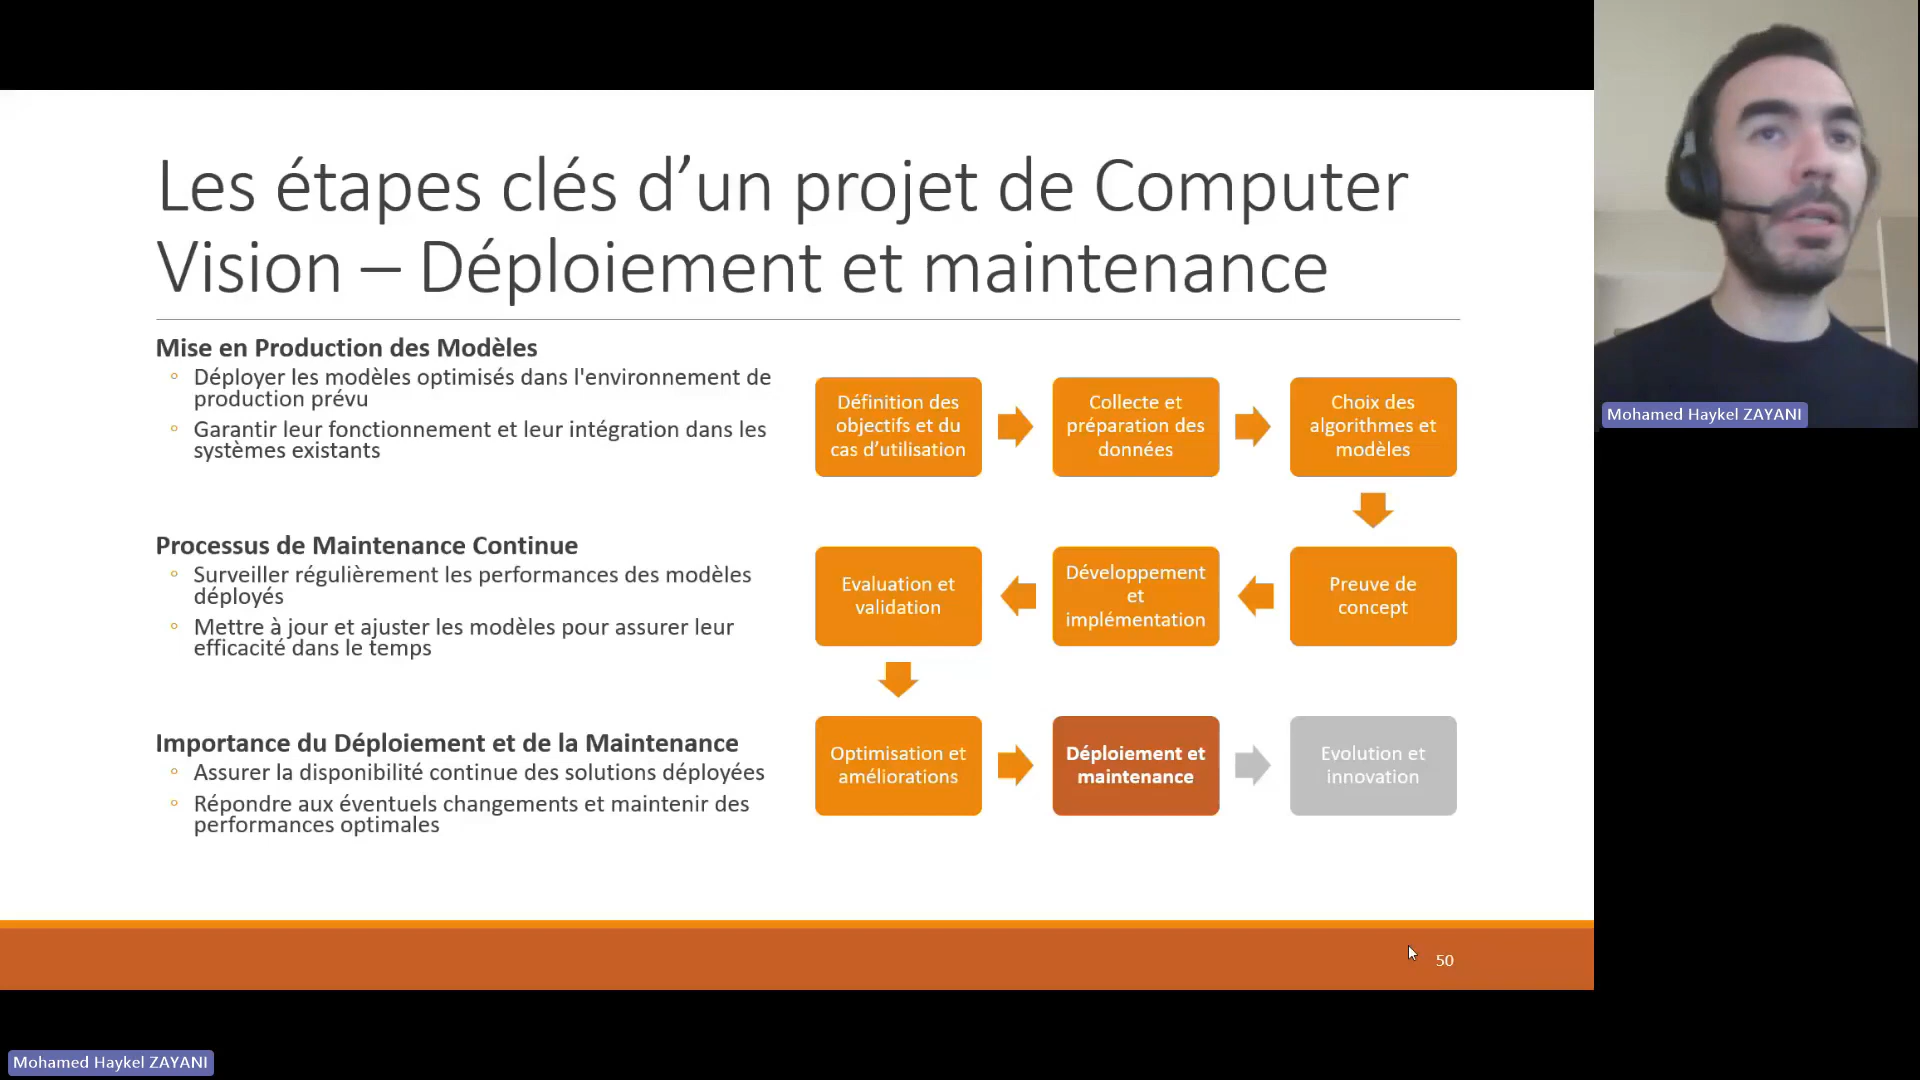 Les étapes clés d’un projet de Computer
Vision – Déploiement et maintenance
Mise en Production des Modèles
◦ Déployer les modèles optimisés dans l'environnement de
production prévu
◦ Garantir leur fonctionnement et leur intégration dans les
systèmes existants
Processus de Maintenance Continue
◦ Surveiller régulièrement les performances des modèles
déployés
◦ Mettre à jour et ajuster les modèles pour assurer leur
efficacité dans le temps
Importance du Déploiement et de la Maintenance
◦ Assurer la disponibilité continue des solutions déployées
◦ Répondre aux éventuels changements et maintenir des
performances optimales
Définition des
objectifs et du
cas d’utilisation
Collecte et
préparation des
données
Choix des
algorithmes et
modèles
Preuve de
concept
Développement
et
implémentation
Evaluation et
validation
Optimisation et
améliorations
Déploiement et
maintenance
Evolution et
innovation
50
Mohamed Haykel ZAYANI
Mohamed Haykel ZAYANI